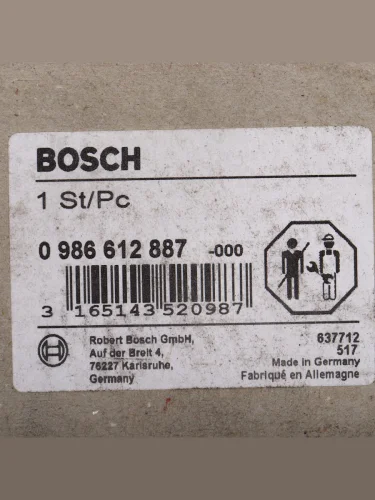 BOSCH
1 St/Pc
0 986 612 887 -000
3 165143 520987
Robert Bosch GmbH,
Auf der Breit 4,
76227 Karlsruhe,
Germany
637712
517
Made in Germany
Fabriqué en Allemagne